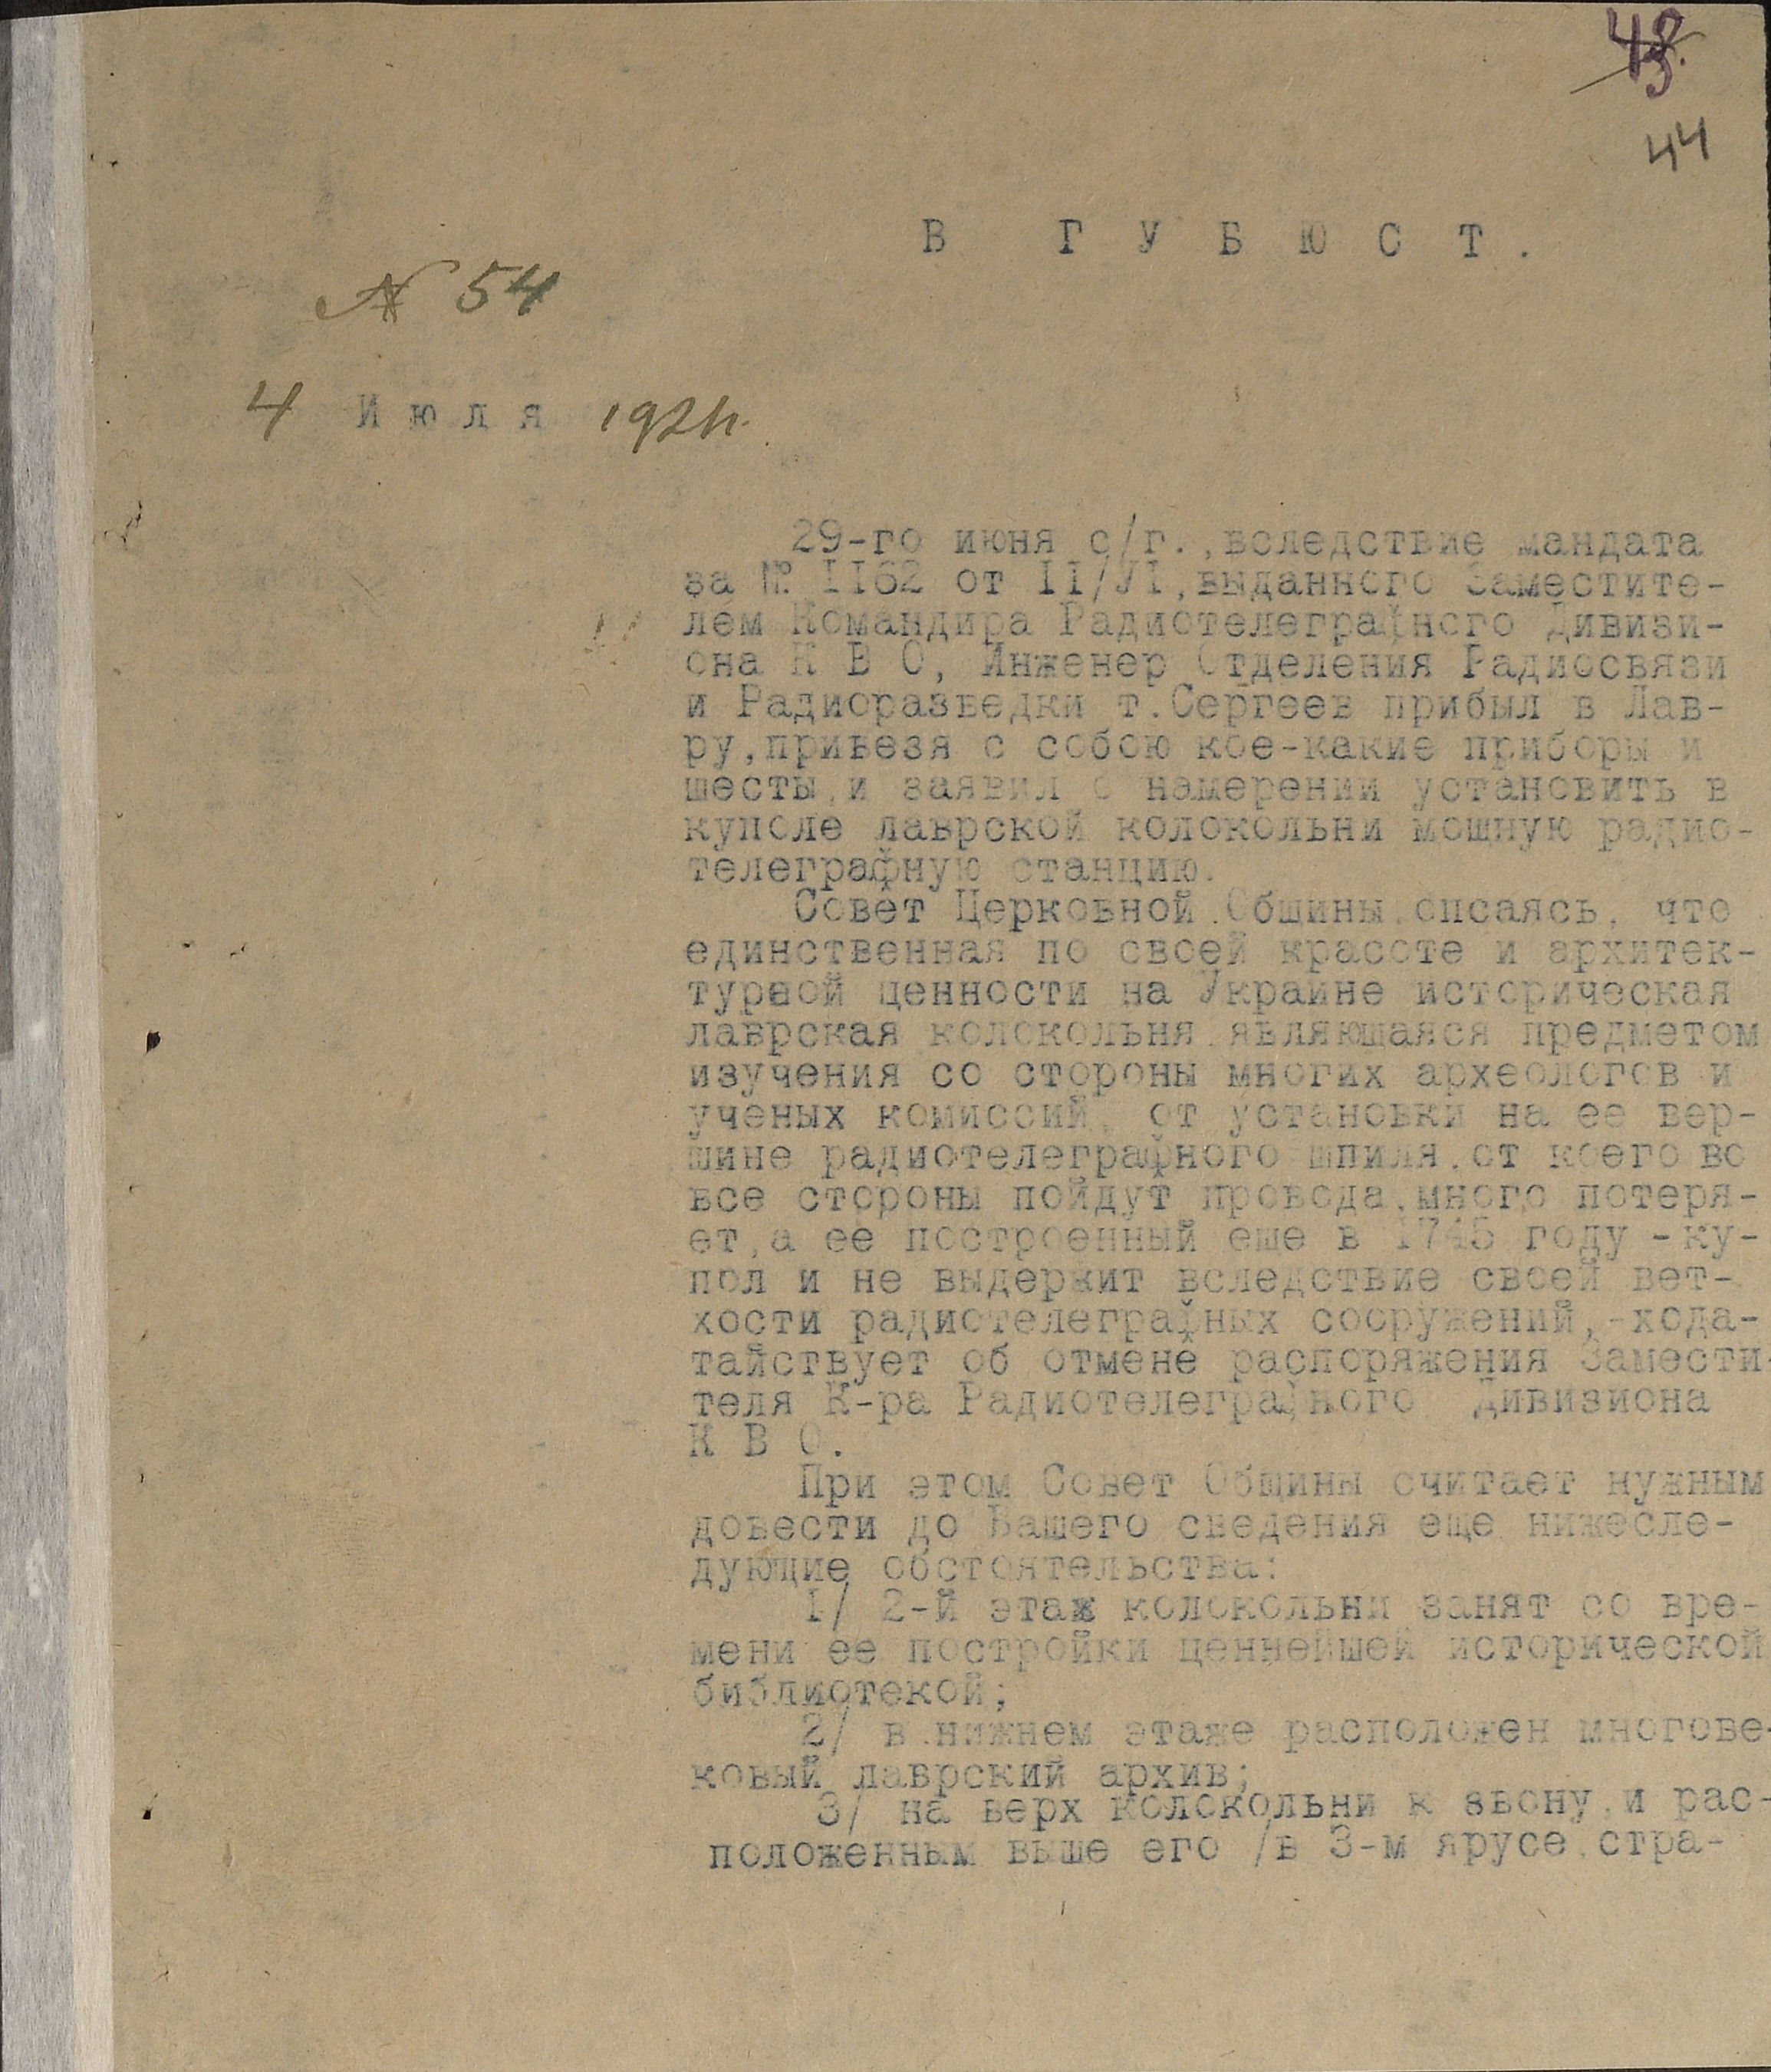 44
В ГУБЮСТ.
№ 54
4 Июля 1921г.
29-го июня с/г.,вследствие мандата
за № II62 от II/УI,выданного Заместите-
лем Командира Радиотелеграфного Дивизи-
она К В О, Инженер Отделения Радиосвязи
и Радиоразведки т.Сергеев прибыл в Лав-
ру,привезя с собою кое-какие приборы и
шесты,и заявил о намерении установить в
куполе лаврской колокольни мощную радио-
телеграфную станцию.
Совет Церковной Общины,опсаясь, что
единственная по своей красоте и архитек-
турной ценности на Украине историческая
лаврская колокольня,являющаяся предметом
изучения со стороны многих археологов и
ученых комиссий, от установки на ее вер-
шине радиотелеграфного шпиля,от коего во
все стороны пойдут провода,много потеря-
ет,а ее построенный еше в 1745 году -ку-
пол и не выдержит вследствие своей вет-
хости радиотелеграфных сооружений,-хода-
тайствует об отмене распоряжения Замести-
теля К-ра Радиотелеграфного Дивизиона
К В О.
При этом Совет Общины считает нужным
довести до Вашего сведения еще нижесле-
дующие обстоятельства:
1/ 2-й этаж колокольни занят со вре-
мени ее постройки ценнейшей исторической
библиотекой;
2/ в нижнем этаже расположен многове-
ковый лаврский архив;
3/ на верх колокольни к звону,и рас-
положенным выше его /в 3-м ярусе,стра-